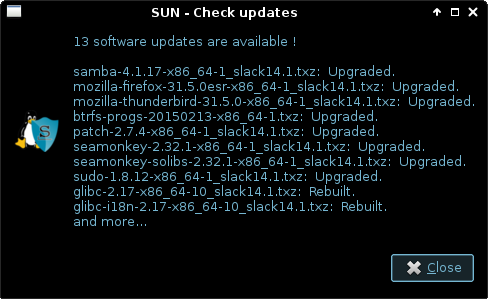 SUN - Check updates
13 software updates are available !
samba-4.1.17-x86_64-1_slack14.1.txz: Upgraded.
mozilla-firefox-31.5.0esr-x86_64-1_slack14.1.txz: Upgraded.
mozilla-thunderbird-31.5.0-x86_64-1_slack14.1.txz: Upgraded.
btrfs-progs-20150213-x86_64-1.txz: Upgraded.
patch-2.7.4-x86_64-1_slack14.1.txz: Upgraded.
seamonkey-2.32.1-x86_64-1_slack14.1.txz: Upgraded.
seamonkey-solibs-2.32.1-x86_64-1_slack14.1.txz: Upgraded.
sudo-1.8.12-x86_64-1_slack14.1.txz: Upgraded.
glibc-2.17-x86_64-10_slack14.1.txz: Rebuilt.
glibc-i18n-2.17-x86_64-10_slack14.1.txz: Rebuilt.
and more...
S
Close